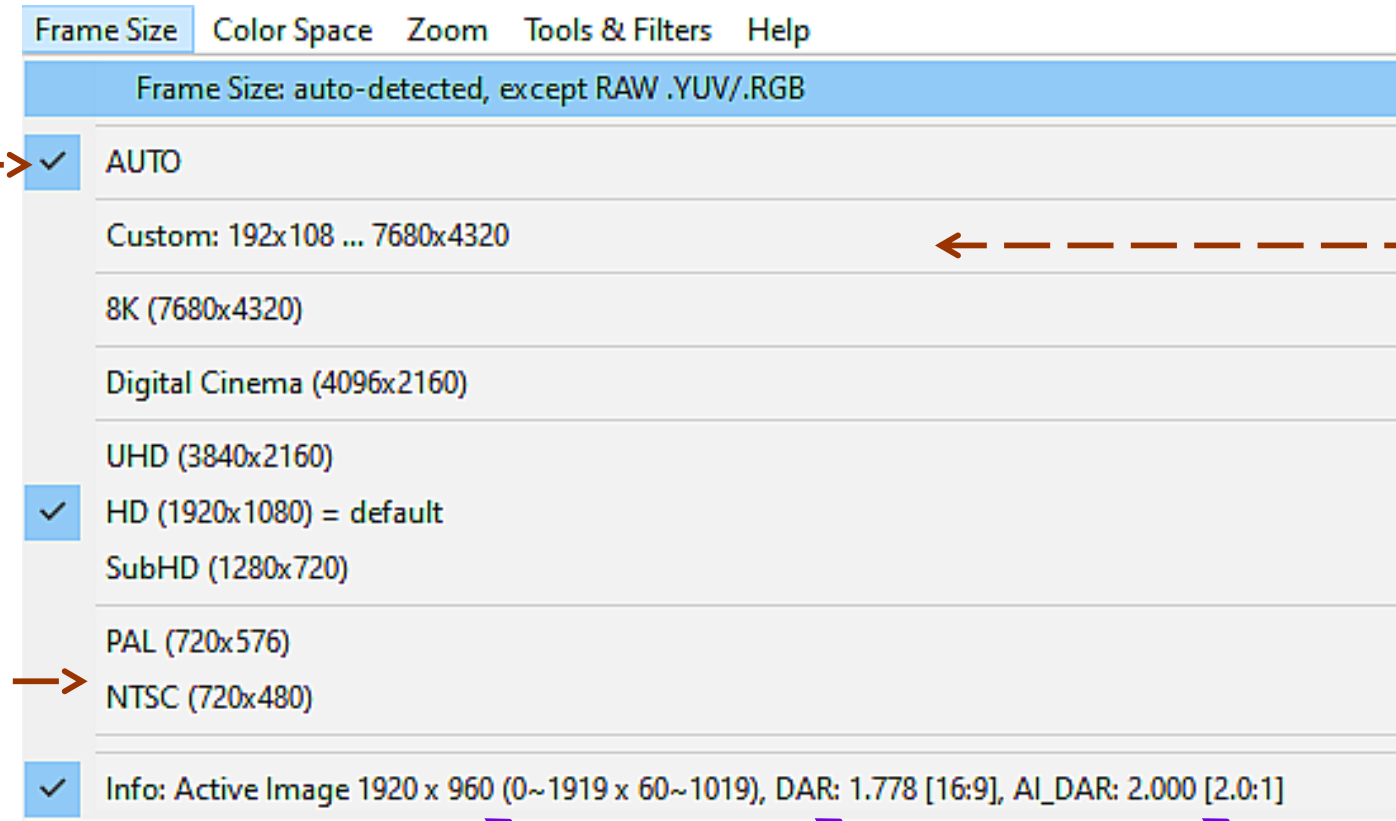 Frame Size Color Space Zoom Tools & Filters Help
Frame Size: auto-detected, except RAW .YUV/.RGB
AUTO
Custom: 192x108 ... 7680x4320
8K (7680x4320)
Digital Cinema (4096x2160)
UHD (3840x2160)
HD (1920x1080) = default
SubHD (1280x720)
PAL (720x576)
NTSC (720x480)
Info: Active Image 1920 x 960 (0~1919 x 60~1019), DAR: 1.778 [16:9], AI_DAR: 2.000 [2.0:1]